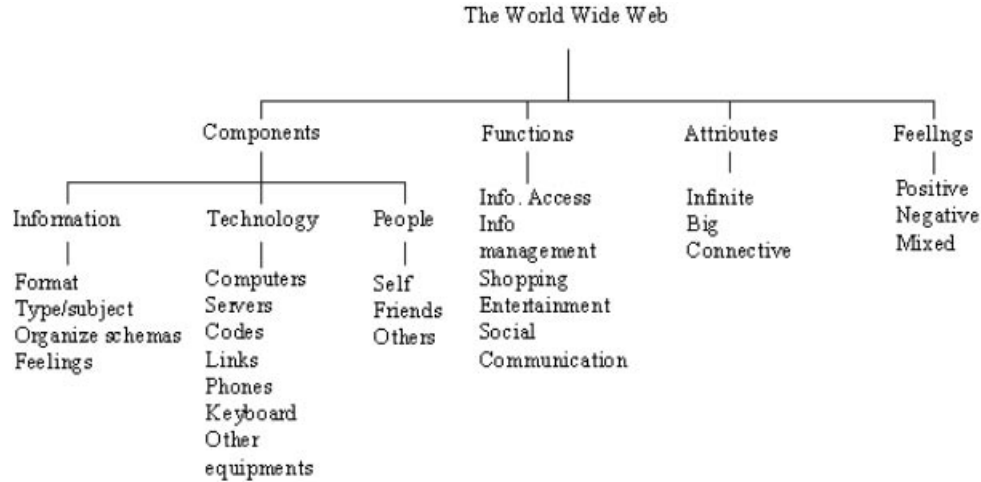 The World Wide Web
Components
Functions
Attributes
Feellngs
Information
Technology
People
Format
Type/subject
Organize schemas
Feelings
Computers
Servers
Codes
Links
Phones
Keyboard
Other
equipments
Self
Friends
Others
Info. Access
Info
management
Shopping
Entertainment
Social
Communication
Infinite
Big
Connective
Positive
Negative
Mixed